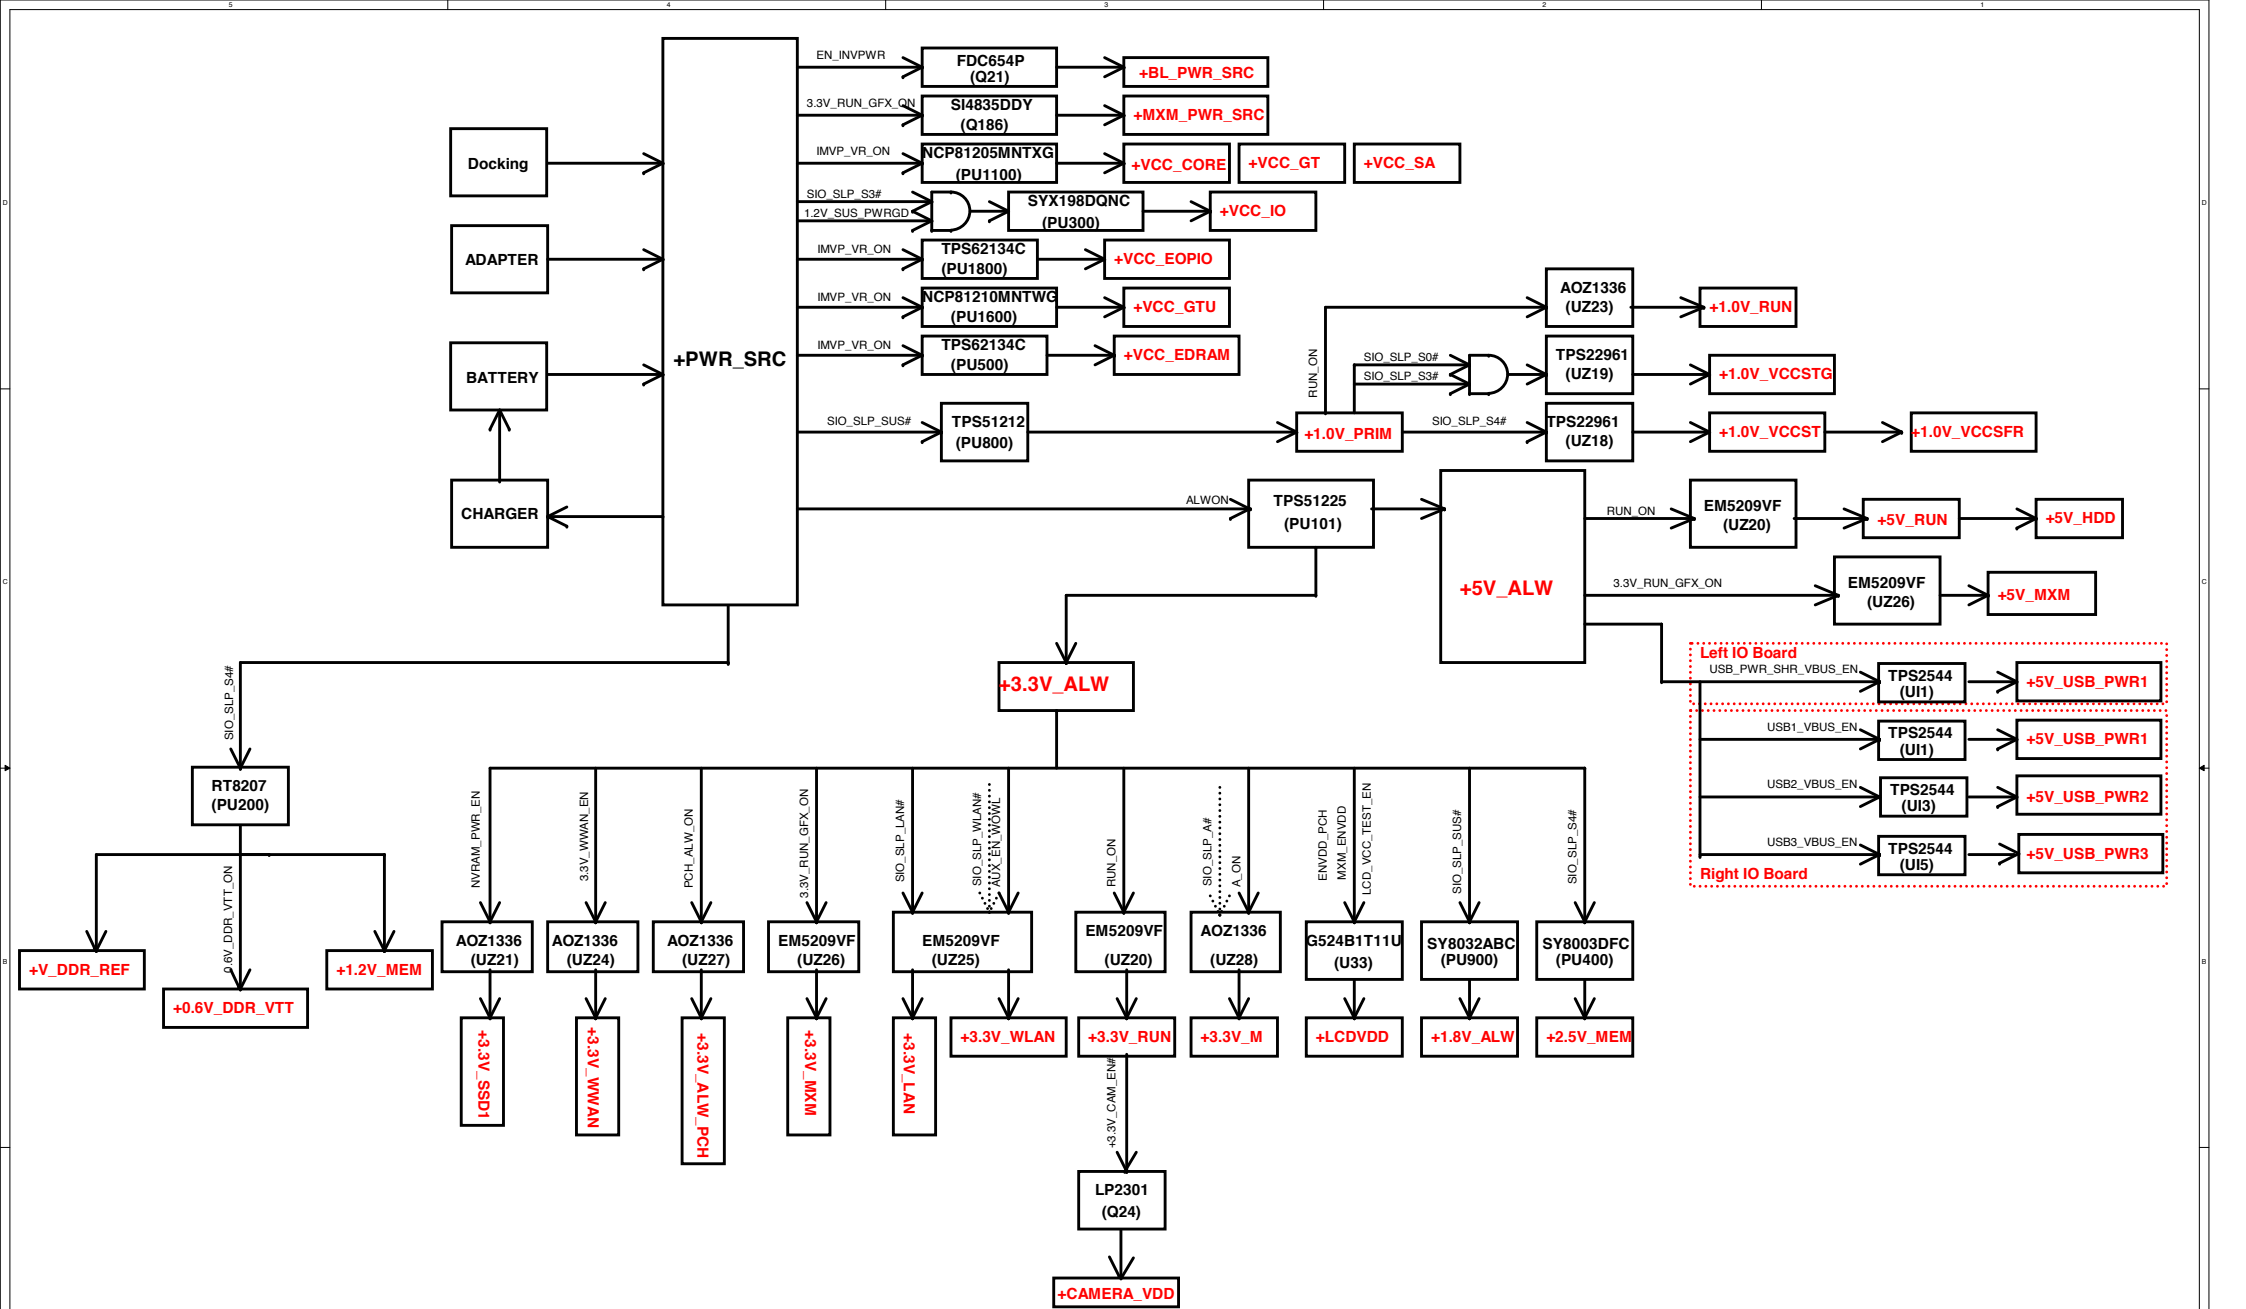 5 4 3 2 1
EN_INVPWR
FDC654P
(Q21)
+BL_PWR_SRC
3.3V_RUN_GFX_ON
SI4835DDY
(Q186)
+MXM_PWR_SRC
IMVP_VR_ON
NCP81205MNTXG
(PU1100)
+VCC_CORE
+VCC_GT
+VCC_SA
Docking
SIO_SLP_S3#
1.2V_SUS_PWRGD
SYX198DQNC
(PU300)
+VCC_IO
D
D
ADAPTER
IMVP_VR_ON
TPS62134C
(PU1800)
+VCC_EOPIO
IMVP_VR_ON
NCP81210MNTWG
(PU1600)
+VCC_GTU
AOZ1336
(UZ23)
+1.0V_RUN
+PWR_SRC
IMVP_VR_ON
TPS62134C
(PU500)
+VCC_EDRAM
RUN_ON
SIO_SLP_S0#
SIO_SLP_S3#
TPS22961
(UZ19)
+1.0V_VCCSTG
BATTERY
SIO_SLP_SUS#
TPS51212
(PU800)
+1.0V_PRIM
SIO_SLP_S4#
TPS22961
(UZ18)
+1.0V_VCCST
+1.0V_VCCSFR
CHARGER
ALWON
TPS51225
(PU101)
+5V_ALW
RUN_ON
EM5209VF
(UZ20)
+5V_RUN
+5V_HDD
C
C
3.3V_RUN_GFX_ON
EM5209VF
(UZ26)
+5V_MXM
Left IO Board
USB_PWR_SHR_VBUS_EN
TPS2544
(UI1)
+5V_USB_PWR1
USB1_VBUS_EN
TPS2544
(UI1)
+5V_USB_PWR1
USB2_VBUS_EN
TPS2544
(UI3)
+5V_USB_PWR2
USB3_VBUS_EN
TPS2544
(UI5)
+5V_USB_PWR3
Right IO Board
+3.3V_ALW
SIO_SLP_S4#
RT8207
(PU200)
0.6V_DDR_VTT_ON
+V_DDR_REF
+0.6V_DDR_VTT
+1.2V_MEM
B
B
NVRAM_PWR_EN
3.3V_WWAN_EN
PCH_ALW_ON
3.3V_RUN_GFX_ON
SIO_SLP_LAN#
SIO_SLP_WLAN#
AUX_EN_WOWL
RUN_ON
SIO_SLP_A#
A_ON
ENVDD_PCH
MXM_ENVDD
LCD_VCC_TEST_EN
SIO_SLP_SUS#
SIO_SLP_S4#
AOZ1336
(UZ21)
AOZ1336
(UZ24)
AOZ1336
(UZ27)
EM5209VF
(UZ26)
EM5209VF
(UZ25)
EM5209VF
(UZ20)
AOZ1336
(UZ28)
G524B1T11U
(U33)
SY8032ABC
(PU900)
SY8003DFC
(PU400)
+3.3V_SSD1
+3.3V_WWAN
+3.3V_ALW_PCH
+3.3V_MXM
+3.3V_LAN
+3.3V_WLAN
+3.3V_RUN
+3.3V_M
+LCDVDD
+1.8V_ALW
+2.5V_MEM
+3.3V_CAM_EN#
LP2301
(Q24)
+CAMERA_VDD